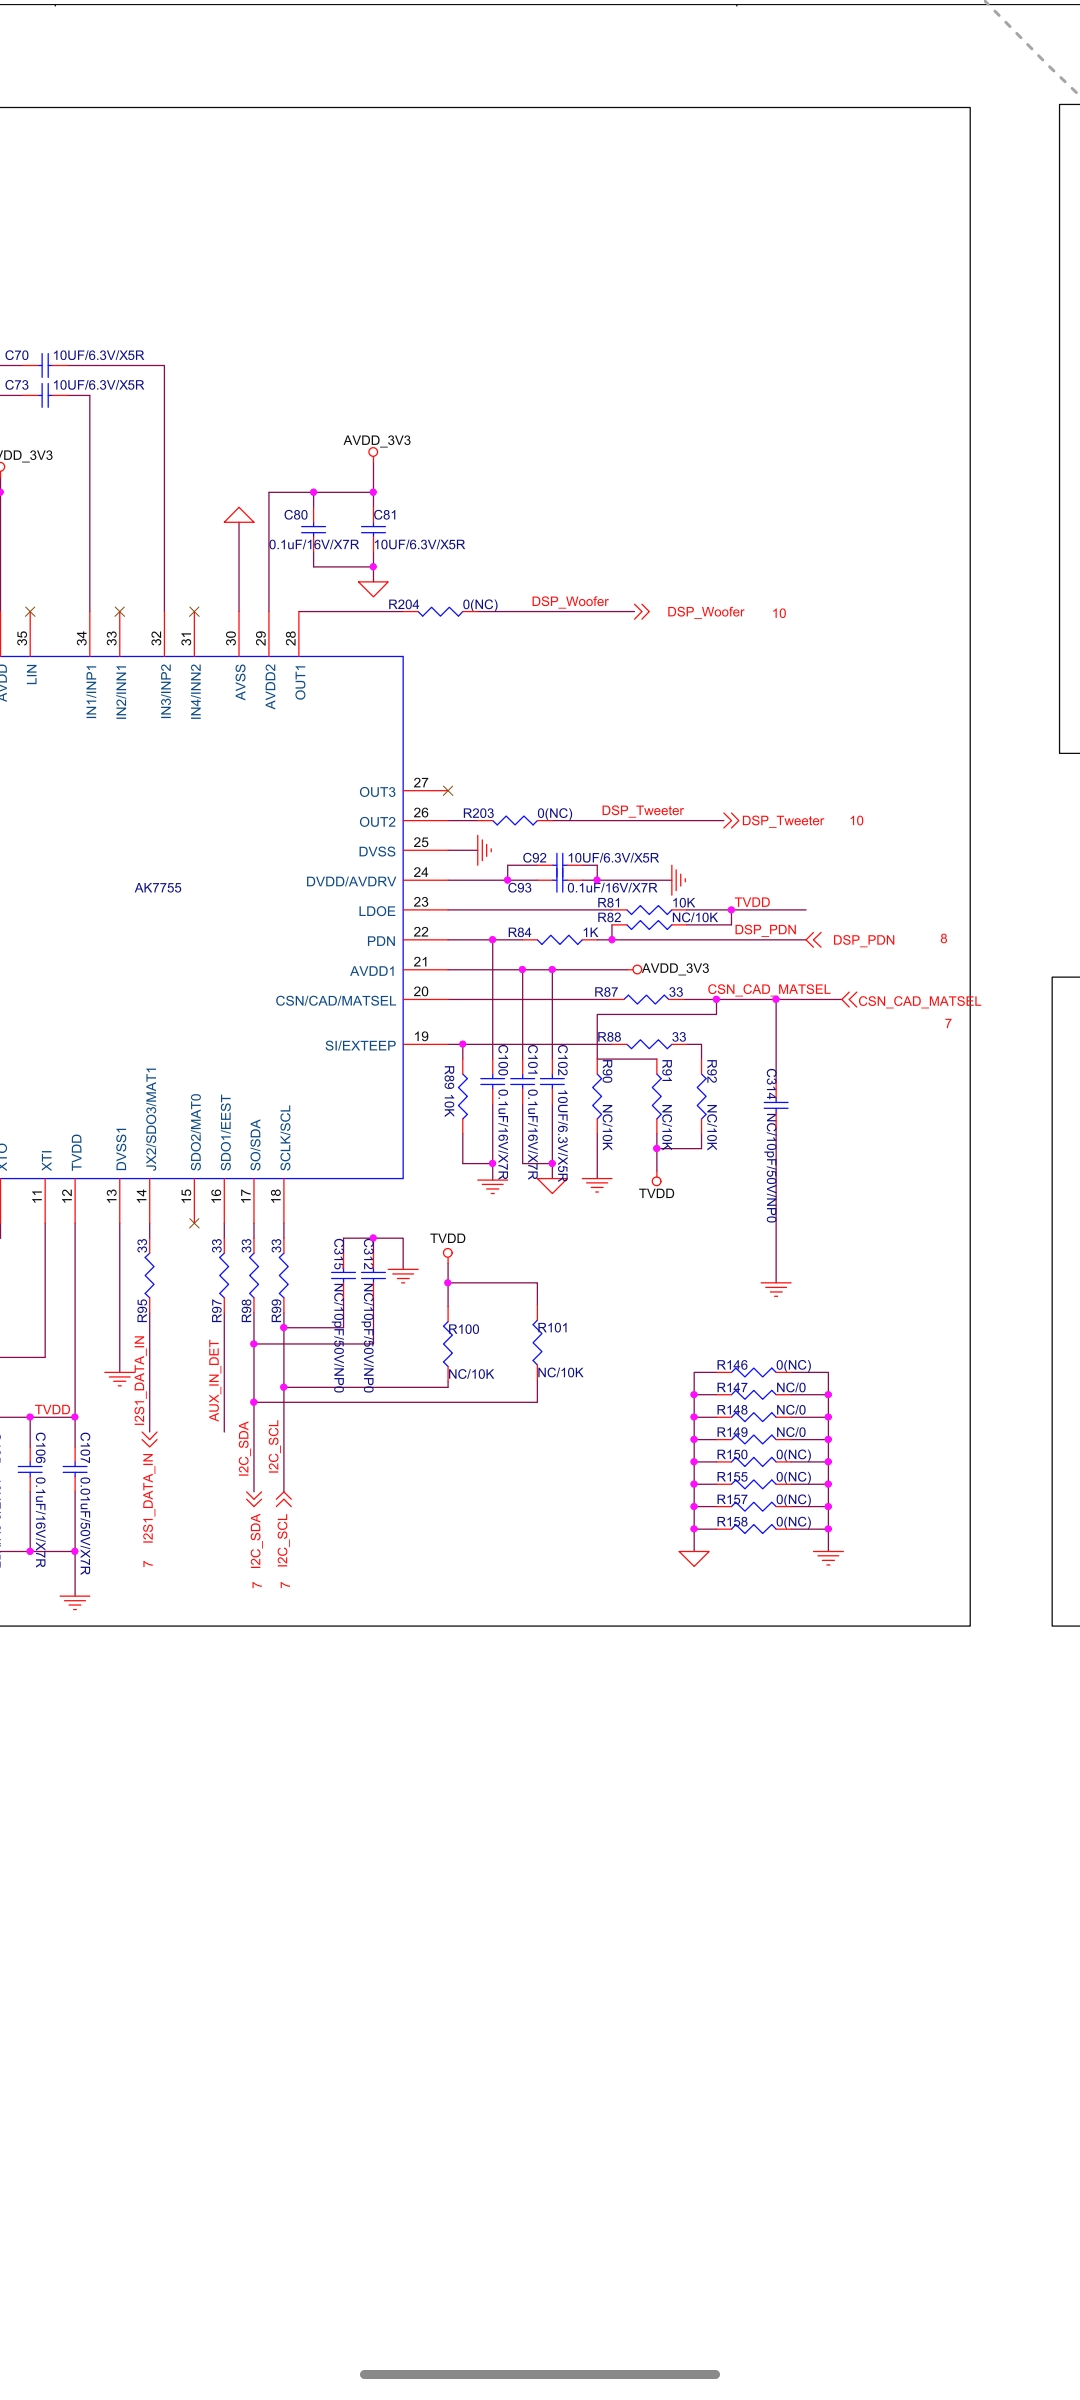 C70 10UF/6.3V/X5R
C73 10UF/6.3V/X5R
AVDD_3V3
VDD_3V3
C80 C81
0.1uF/16V/X7R 10UF/6.3V/X5R
R204 0(NC) DSP_Woofer DSP_Woofer 10
35 34 33 32 31 30 29 28
AVDD LIN IN1/INP1 IN2/INN1 IN3/INP2 IN4/INN2 AVSS AVDD2 OUT1
OUT3 27
OUT2 26 R203 0(NC) DSP_Tweeter DSP_Tweeter 10
DVSS 25
C92 10UF/6.3V/X5R
DVDD/AVDRV 24
C93 0.1uF/16V/X7R
AK7755
LDOE 23 R81 10K TVDD
R82 NC/10K
PDN 22 R84 1K DSP_PDN DSP_PDN 8
AVDD1 21 AVDD_3V3
CSN/CAD/MATSEL 20 R87 33 CSN_CAD_MATSEL CSN_CAD_MATSEL
7
SI/EXTEEP 19 R88 33
R89 10K
C100 0.1uF/16V/X7R
C101 0.1uF/16V/X7R
C102 10UF/6.3V/X5R
R90 NC/10K
R91 NC/10K
R92 NC/10K
C314 NC/10pF/50V/NP0
TVDD
XTO XTI TVDD DVSS1 JX2/SDO3/MAT1 SDO2/MAT0 SDO1/EEST SO/SDA SCLK/SCL
11 12 13 14 15 16 17 18
R95 33
R97 33
R98 33
R99 33
C315 NC/10pF/50V/NP0
C312 NC/10pF/50V/NP0
TVDD
R100 R101
NC/10K NC/10K
I2S1_DATA_IN
AUX_IN_DET
I2C_SDA
I2C_SCL
TVDD
C106 0.1uF/16V/X7R
C107 0.01uF/50V/X7R
7 I2S1_DATA_IN
7 I2C_SDA
7 I2C_SCL
R146 0(NC)
R147 NC/0
R148 NC/0
R149 NC/0
R150 0(NC)
R155 0(NC)
R157 0(NC)
R158 0(NC)